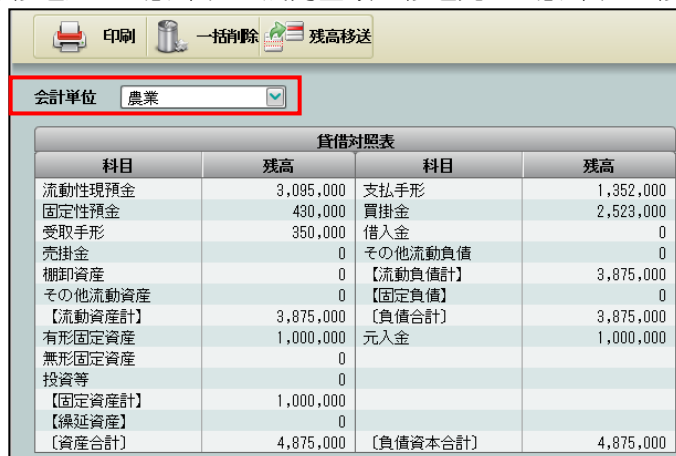 印刷 一括削除 残高移送
会計単位 農業
貸借対照表
科目 残高 科目 残高
流動性現預金 3,095,000 支払手形 1,352,000
固定性預金 430,000 買掛金 2,523,000
受取手形 350,000 借入金 0
売掛金 0 その他流動負債 0
棚卸資産 0 【流動負債計】 3,875,000
その他流動資産 0 【固定負債】 0
【流動資産計】 3,875,000 〔負債合計〕 3,875,000
有形固定資産 1,000,000 元入金 1,000,000
無形固定資産 0
投資等 0
【固定資産計】 1,000,000
【繰延資産】 0
〔資産合計〕 4,875,000 〔負債資本合計〕 4,875,000